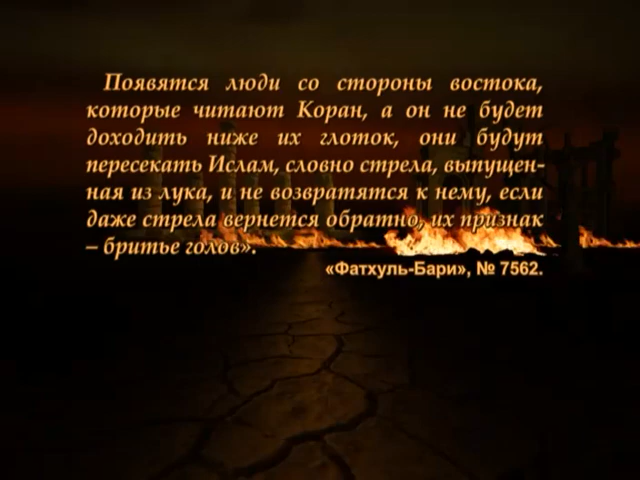 Появятся люди со стороны востока,
которые читают Коран, а он не будет
доходить ниже их глоток, они будут
пересекать Ислам, словно стрела, выпущен-
ная из лука, и не возвратятся к нему, если
даже стрела вернется обратно, их признак
– бритье голов».
«Фатхуль-Бари», № 7562.